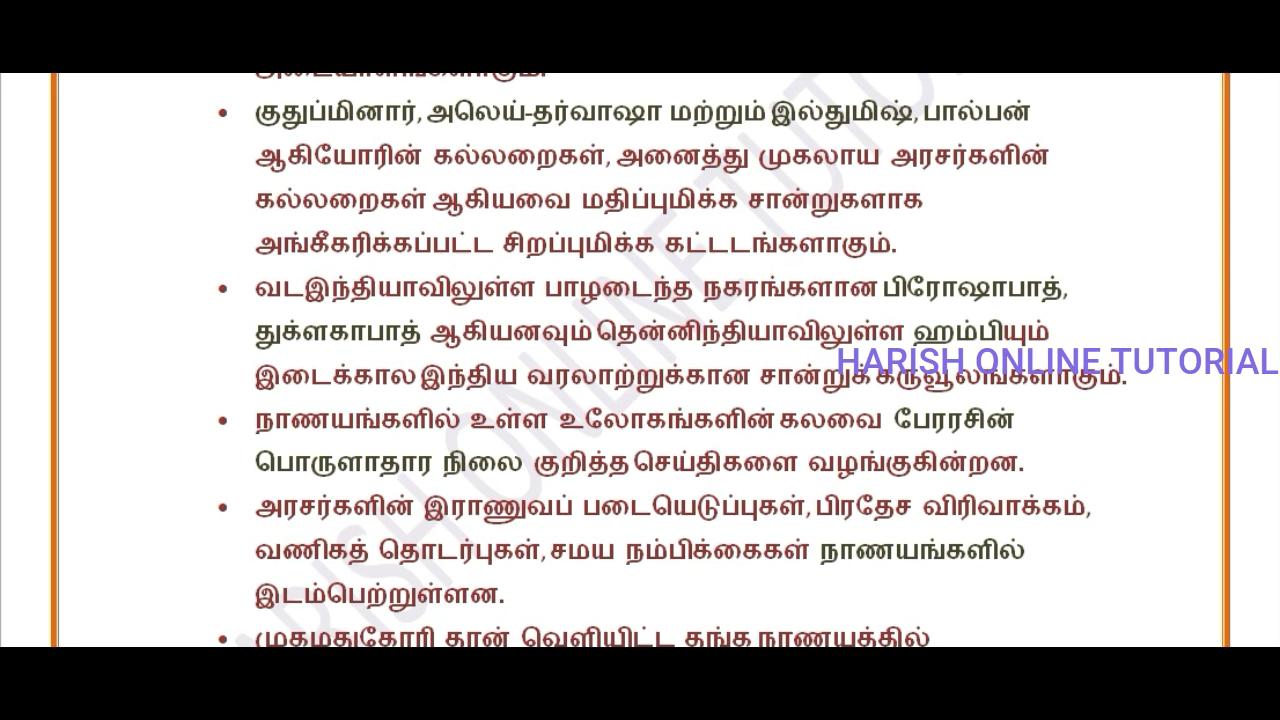 குதுப்மினார், அலெய்-தர்வாஷா மற்றும் இல்துமிஷ், பால்பன்
ஆகியோரின் கல்லறைகள், அனைத்து முகலாய அரசர்களின்
கல்லறைகள் ஆகியவை மதிப்புமிக்க சான்றுகளாக
அங்கீகரிக்கப்பட்ட சிறப்புமிக்க கட்டடங்களாகும்.
வடஇந்தியாவிலுள்ள பாழடைந்த நகரங்களான பிரோஷாபாத்,
துக்ளகாபாத் ஆகியனவும் தென்னிந்தியாவிலுள்ள ஹம்பியும்
HARISH ONLINE TUTORIAL
இடைக்கால இந்திய வரலாற்றுக்கான சான்றுக் கருவூலங்களாகும்.
நாணயங்களில் உள்ள உலோகங்களின் கலவை பேரரசின்
பொருளாதார நிலை குறித்த செய்திகளை வழங்குகின்றன.
அரசர்களின் இராணுவப் படையெடுப்புகள், பிரதேச விரிவாக்கம்,
வணிகத் தொடர்புகள், சமய நம்பிக்கைகள் நாணயங்களில்
இடம்பெற்றுள்ளன.
முகமதுகோரி தான் வெளியிட்ட தங்க நாணயத்தில்